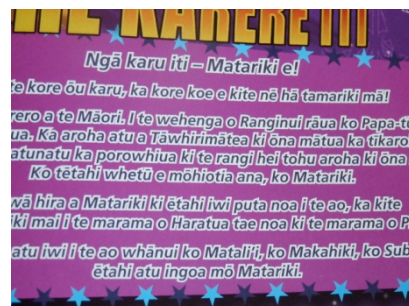 KARERE ITI
Ngā karu iti – Matariki e!
te kore ōu karu, ka kore koe e kite nē hā tamariki mā!
rero a te Māori. I te wehenga o Ranginui rāua ko Papa-tu
ua. Ka aroha atu a Tāwhirimātea ki ōna mātua ka tīkaro
atunatu ka porowhiua ki te rangi hei tohu aroha ki ōna
Ko tētahi whetū e mōhiotia ana, ko Matariki.
wā hira a Matariki ki ētahi iwi puta noa i te ao, ka kite
iki mai i te marama o Haratua tae noa ki te marama o P
atu iwi i te ao whānui ko Matali'i, ko Makahiki, ko Sub
ētahi atu ingoa mō Matariki.